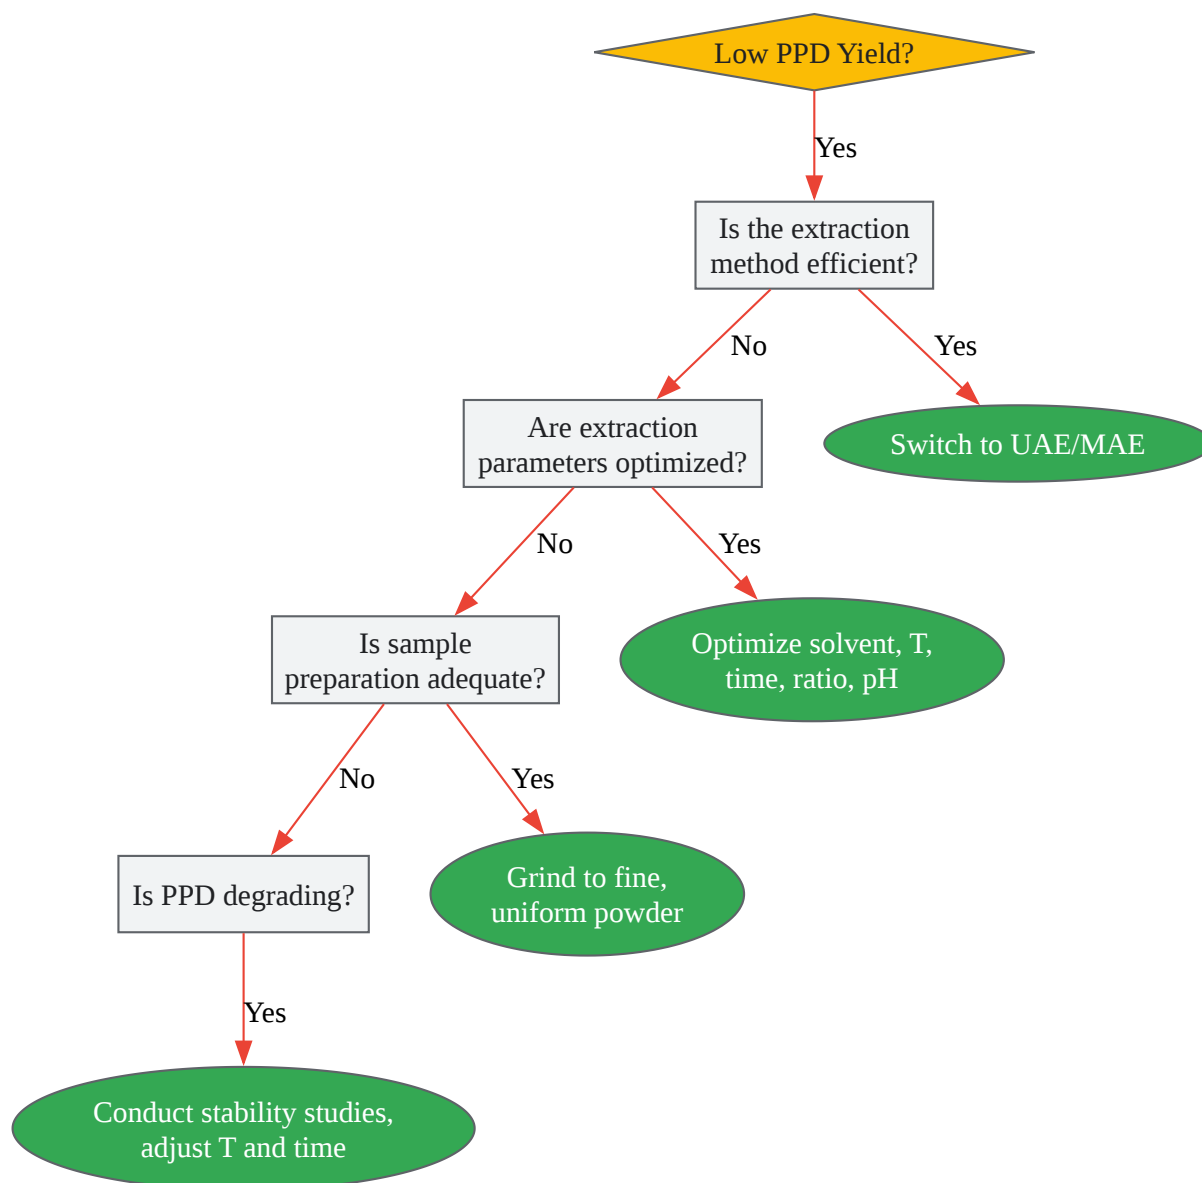 Low PPD Yield?
Yes
Is the extraction
method efficient?
No
Yes
Are extraction
parameters optimized?
Switch to UAE/MAE
No
Yes
Is sample
preparation adequate?
Optimize solvent, T,
time, ratio, pH
No
Yes
Is PPD degrading?
Grind to fine,
uniform powder
Yes
Conduct stability studies,
adjust T and time